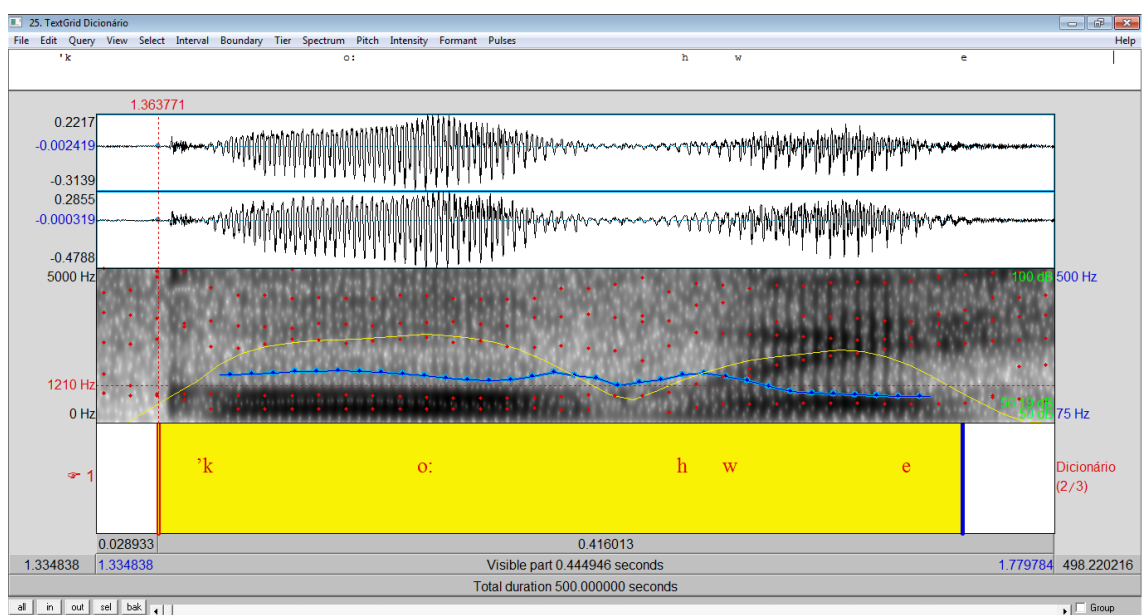 25. TextGrid Dicionário
File Edit Query View Select Interval Boundary Tier Spectrum Pitch Intensity Formant Pulses Help
'k o: h w e
1.363771
0.2217
-0.002419
-0.3139
0.2855
-0.000319
-0.4788
5000 Hz 100 dB 500 Hz
1210 Hz
0 Hz 50 dB 75 Hz
1 'k o: h w e Dicionário
(2/3)
0.028933 0.416013
1.334838 1.334838 Visible part 0.444946 seconds 1.779784 498.220216
Total duration 500.000000 seconds
all in out sel bak Group